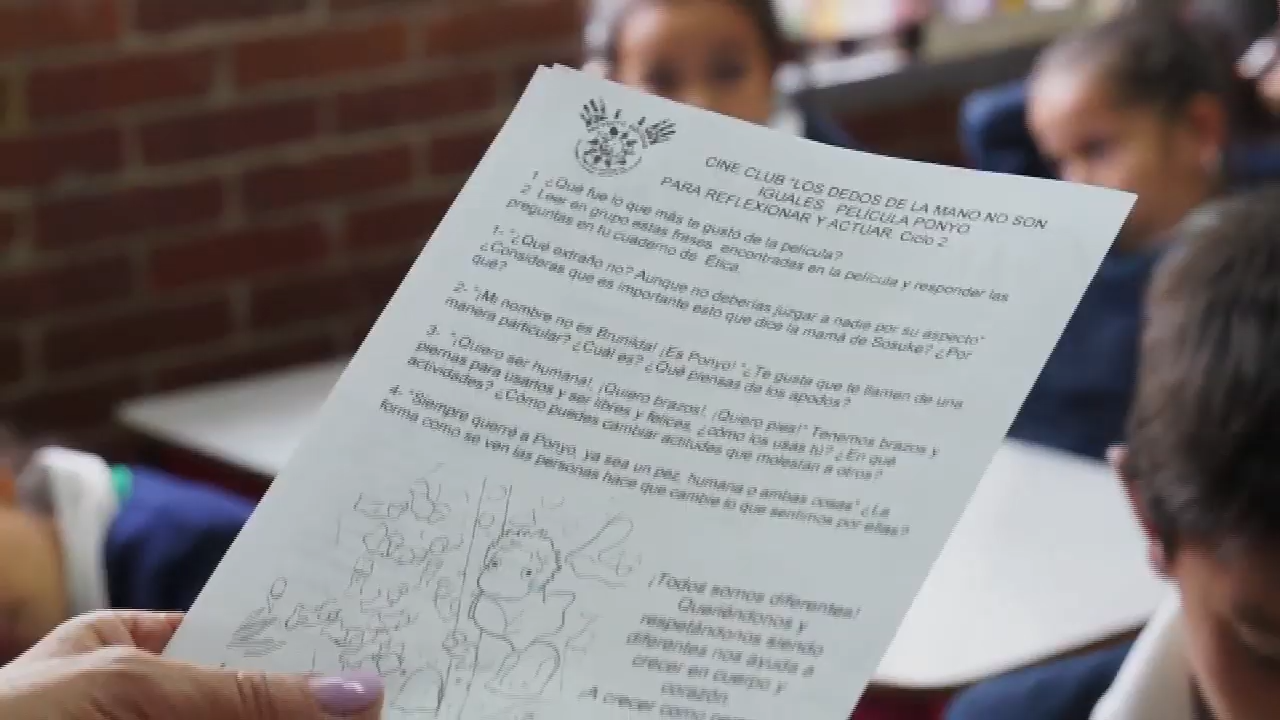 CINE CLUB "LOS DEDOS DE LA MANO NO SON
IGUALES. PELÍCULA PONYO
PARA REFLEXIONAR Y ACTUAR. Ciclo 2
1 ¿Qué fue lo que más te gustó de la película?
2 Leer en grupo estas frases, encontradas en la película y responder las
preguntas en tu cuaderno de Ética.
1- "¿Qué extraño no? Aunque no deberías juzgar a nadie por su aspecto"
¿Consideras que es importante esto que dice la mamá de Sosuke? ¿Por
qué?
2- "¡Mi nombre no es Brunilda! ¡Es Ponyo! "¿Te gusta que te llamen de una
manera particular? ¿Cuál es? ¿Qué piensas de los apodos?
3- "¡Quiero ser humana! ¡Quiero brazos!, ¡Quiero pies!" Tenemos brazos y
piernas para usarlos y ser libres y felices, ¿cómo los usas tú? ¿En qué
actividades? ¿Cómo puedes cambiar actitudes que molestan a otros?
4- "Siempre querré a Ponyo, ya sea un pez, humana o ambas cosas" ¿La
forma como se ven las personas hace que cambie lo que sentimos por ellas?
¡Todos somos diferentes!
Queriéndonos y
respetándonos siendo
diferentes nos ayuda a
crecer en cuerpo y
corazón
A crecer como